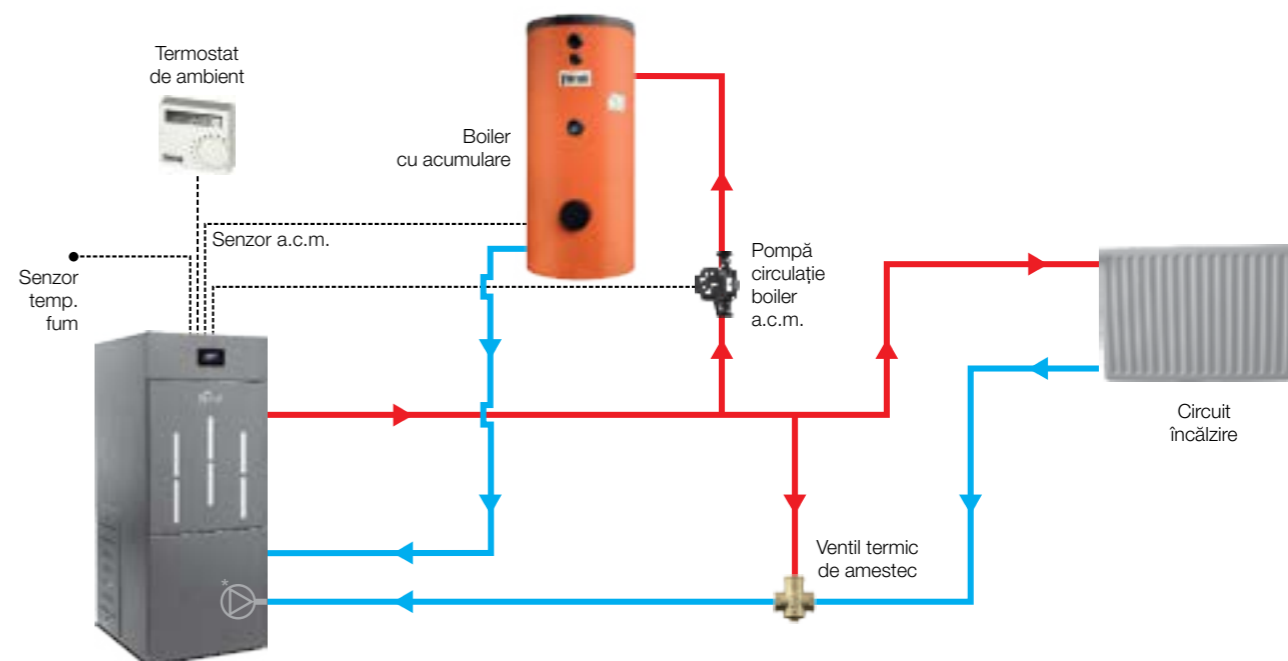 Termostat
de ambient
Boiler
cu acumulare
Senzor a.c.m.
Senzor
temp.
fum
Pompă
circulație
boiler
a.c.m.
Circuit
încălzire
Ventil termic
de amestec
*